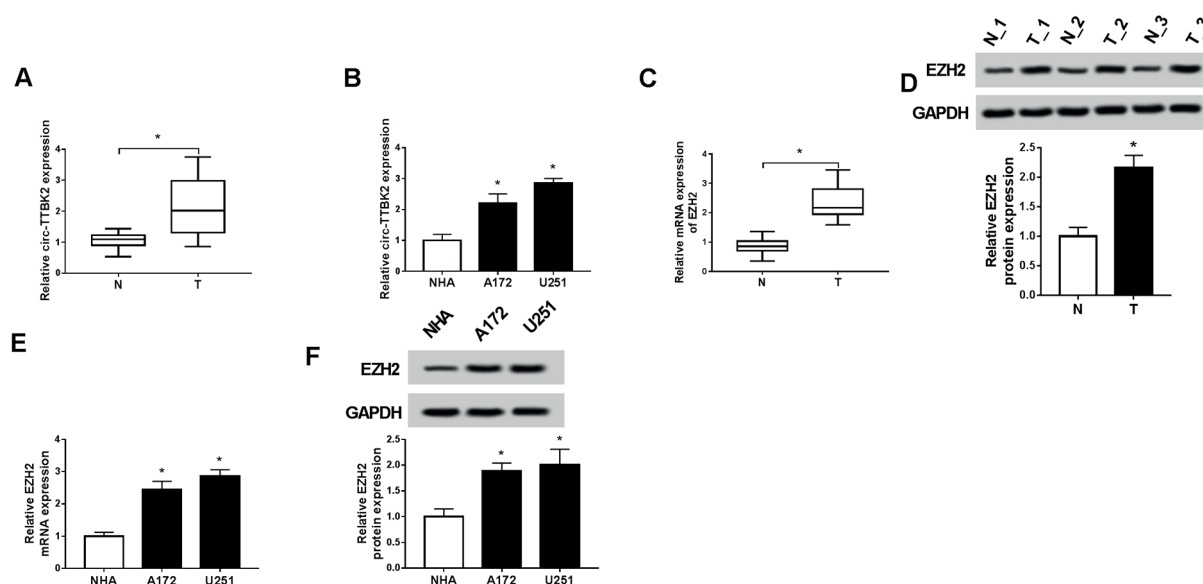 A
Relative circ-TTBK2 expression
4
3
2
1
0
*
N
T
B
Relative circ-TTBK2 expression
4
3
2
1
0
*
*
NHA
A172
U251
C
Relative mRNA expression
of EZH2
4
3
2
1
0
*
N
T
D
N_1
T_1
N_2
T_2
N_3
T_3
EZH2
GAPDH
Relative EZH2
protein expression
2.5
2.0
1.5
1.0
0.5
0.0
*
N
T
E
Relative EZH2
mRNA expression
4
3
2
1
0
*
*
NHA
A172
U251
F
NHA
A172
U251
EZH2
GAPDH
Relative EZH2
protein expression
2.5
2.0
1.5
1.0
0.5
0.0
*
*
NHA
A172
U251